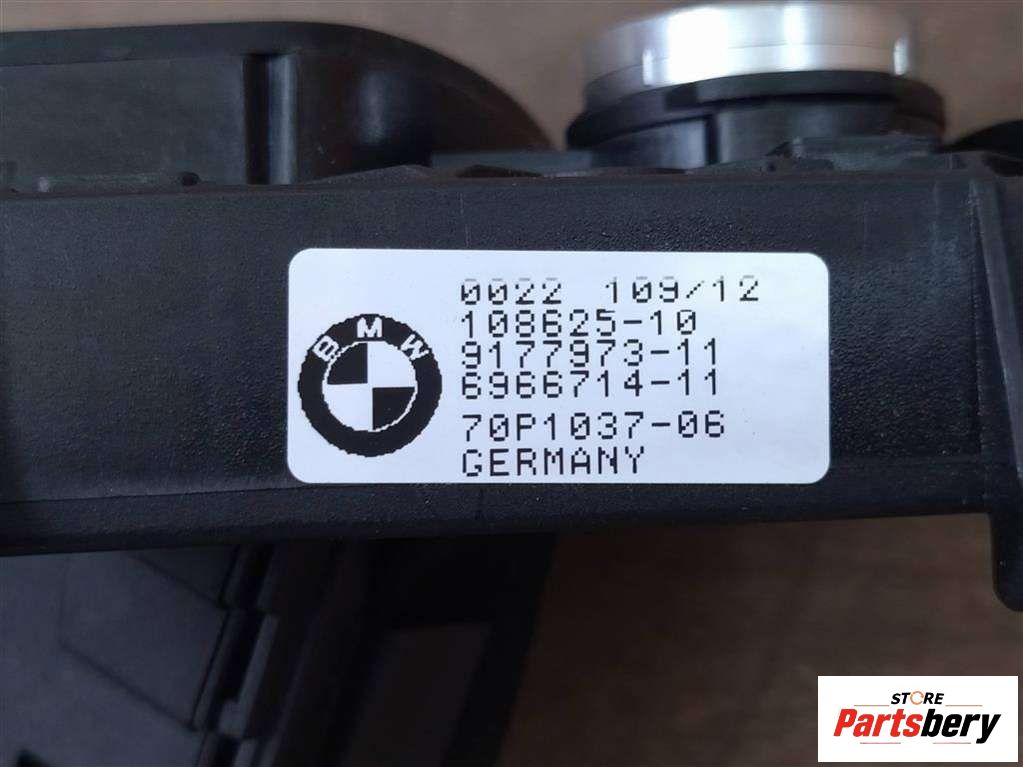 BMW
0022 109/12
108625-10
9177973-11
6966714-11
70P1037-06
GERMANY
STORE
Partsbery